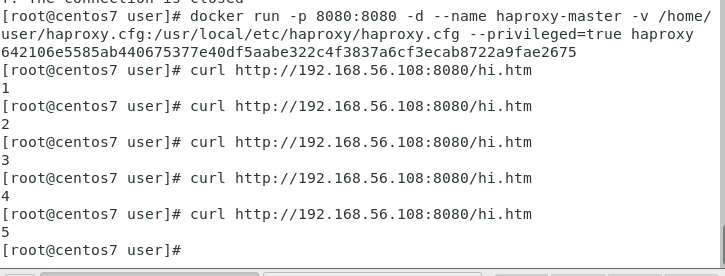 [root@centos7 user]# docker run -p 8080:8080 -d --name haproxy-master -v /home/
user/haproxy.cfg:/usr/local/etc/haproxy/haproxy.cfg --privileged=true haproxy
642106e5585ab440675377e40df5aabe322c4f3837a6cf3ecab8722a9fae2675
[root@centos7 user]# curl http://192.168.56.108:8080/hi.htm
1
[root@centos7 user]# curl http://192.168.56.108:8080/hi.htm
2
[root@centos7 user]# curl http://192.168.56.108:8080/hi.htm
3
[root@centos7 user]# curl http://192.168.56.108:8080/hi.htm
4
[root@centos7 user]# curl http://192.168.56.108:8080/hi.htm
5
[root@centos7 user]#